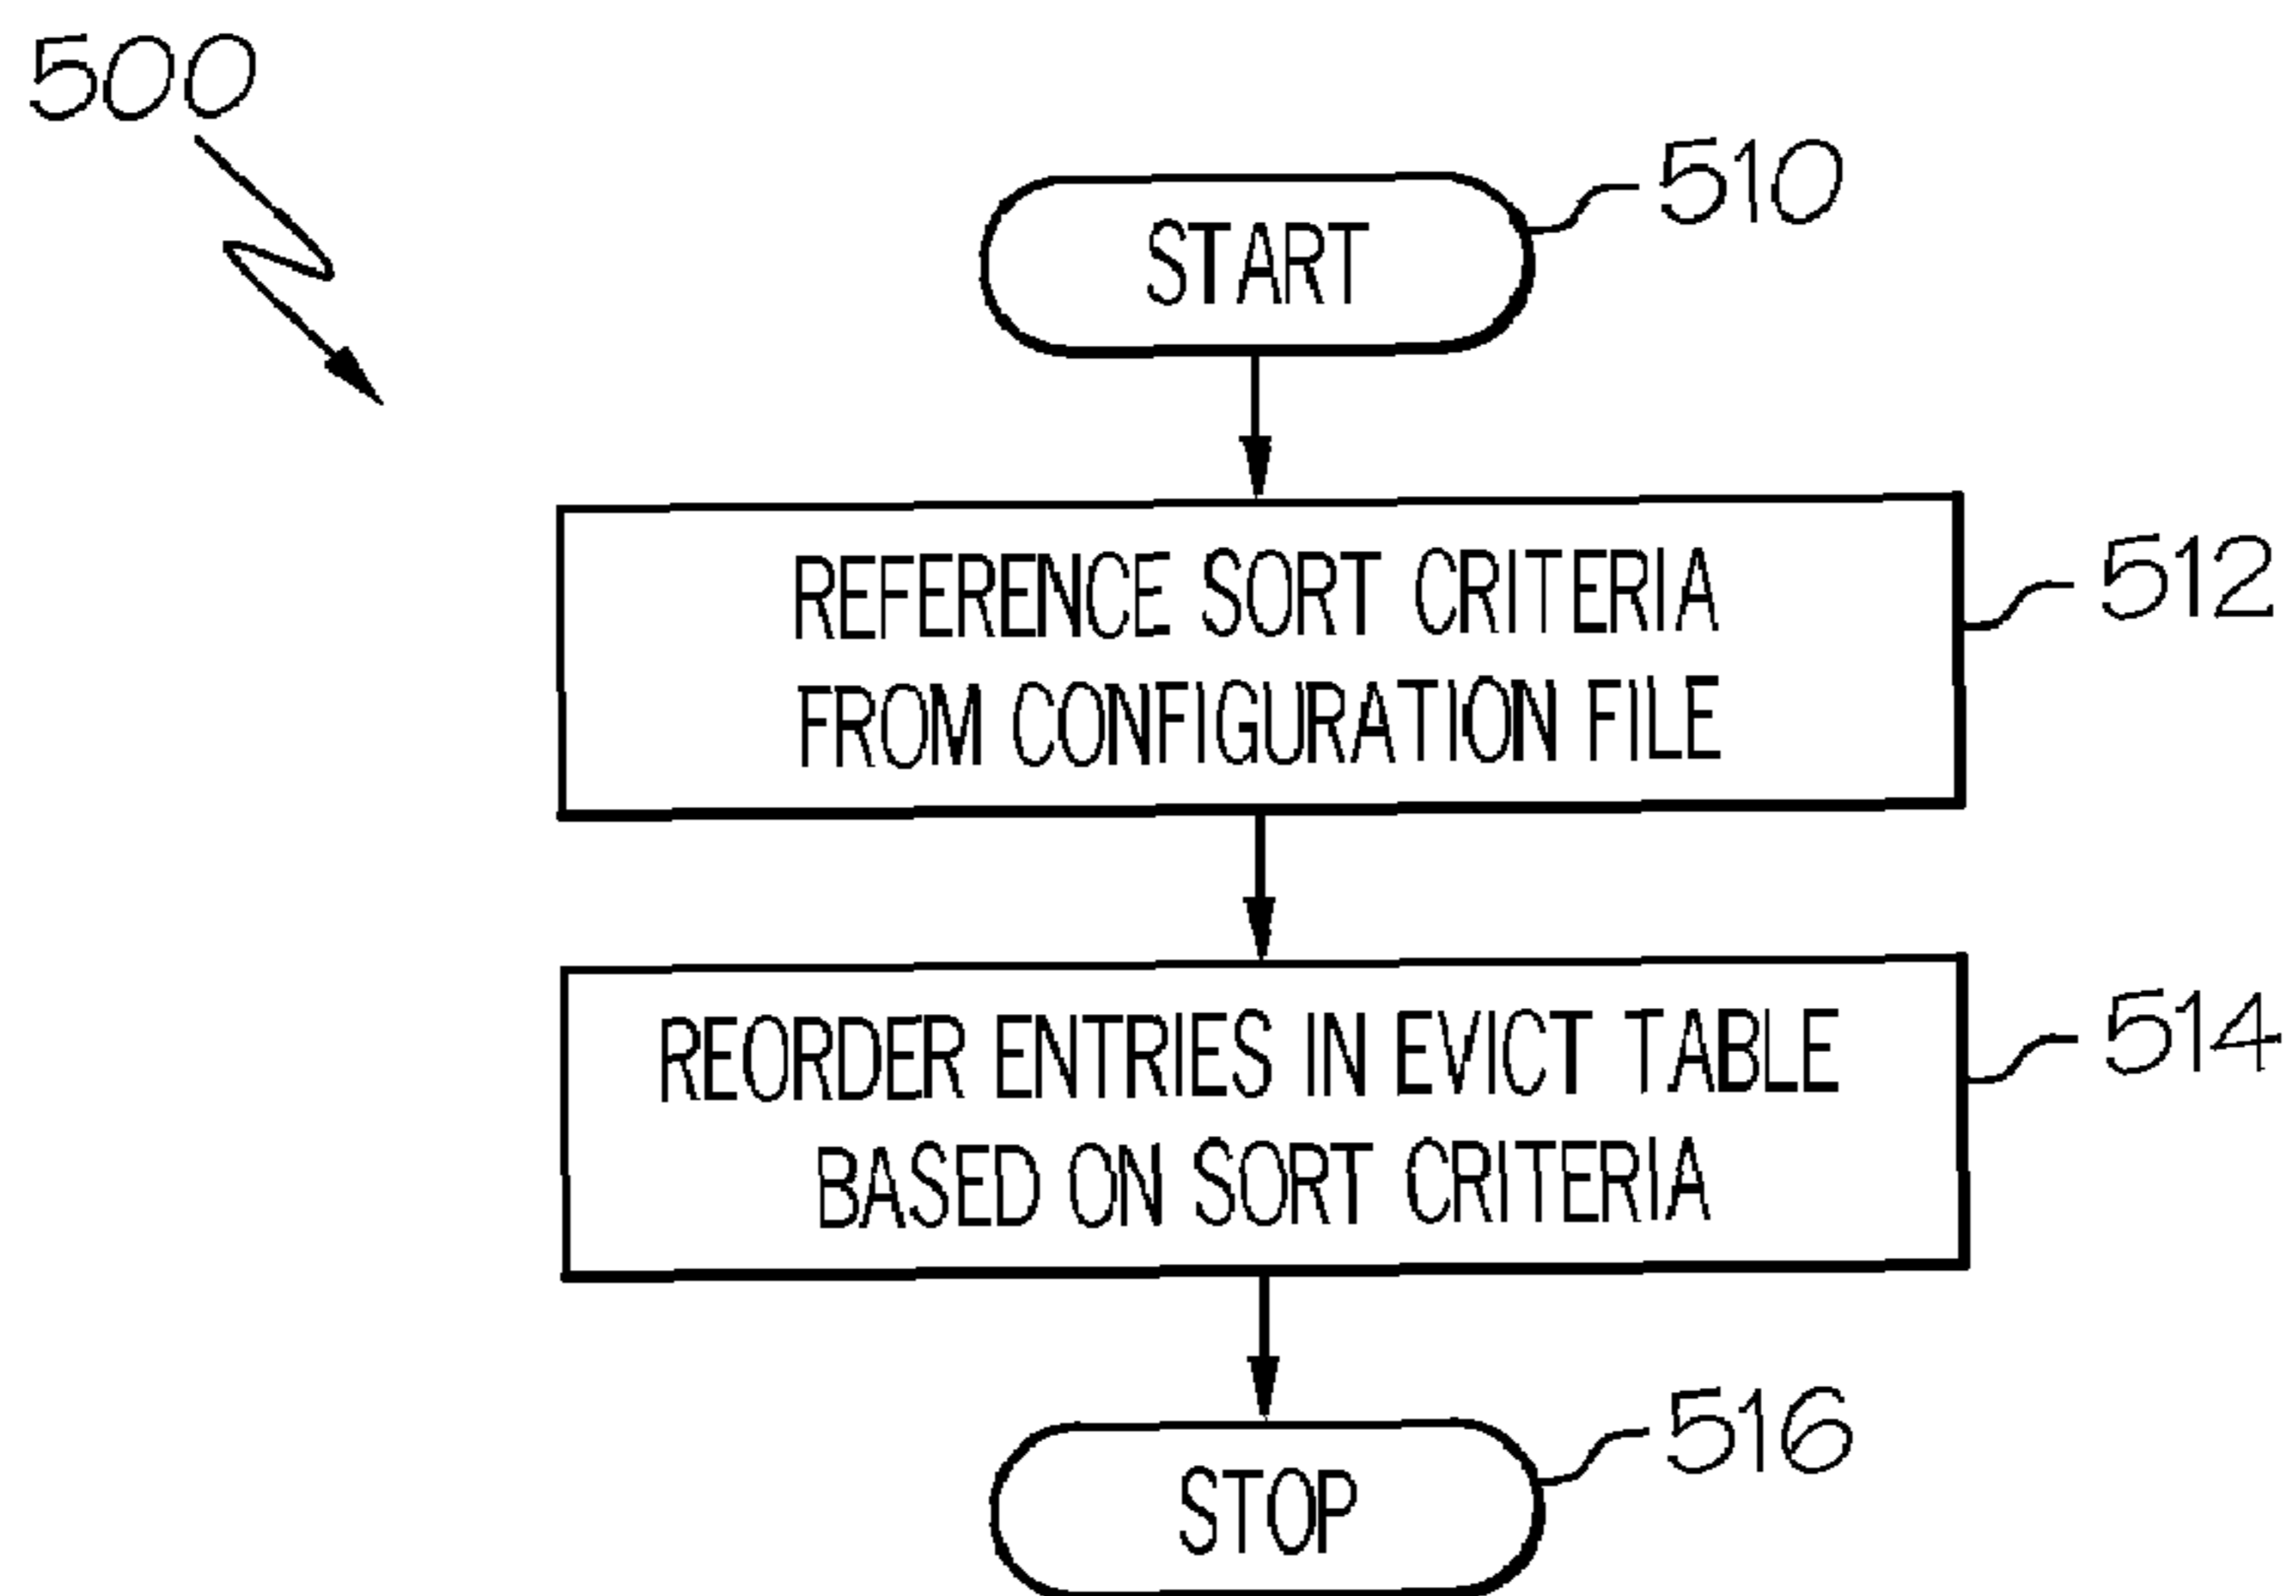 500
510
START
REFERENCE SORT CRITERIA
FROM CONFIGURATION FILE
512
REORDER ENTRIES IN EVICT TABLE
BASED ON SORT CRITERIA
514
516
STOP